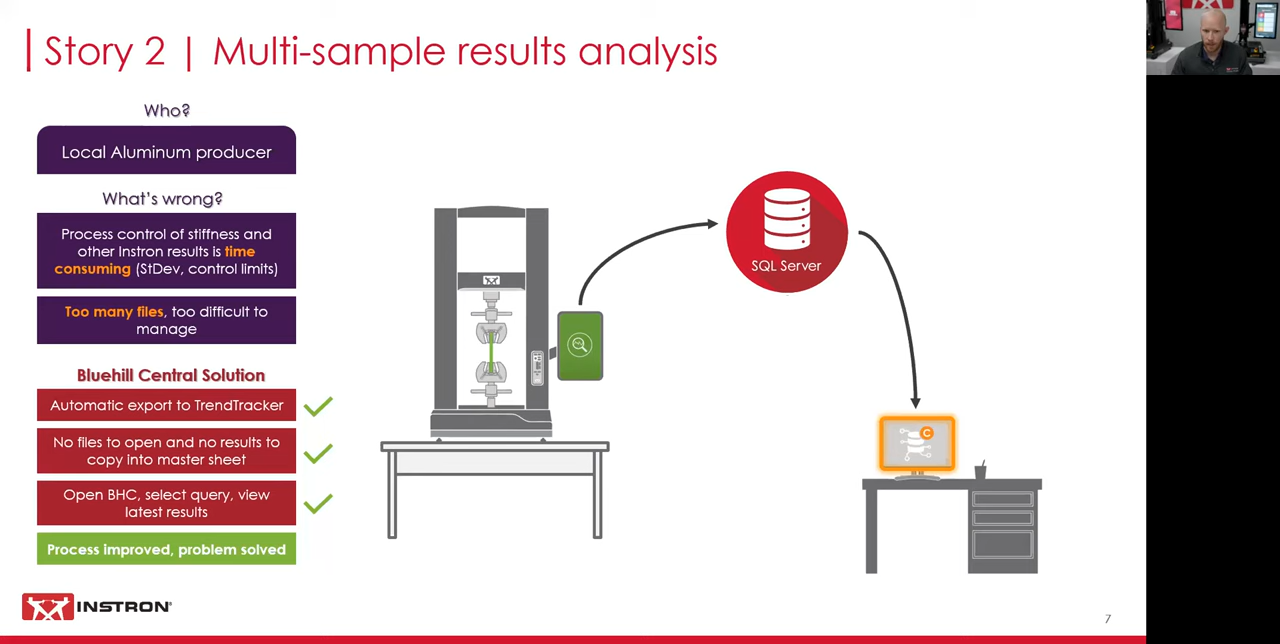 Story 2 | Multi-sample results analysis
Who?
Local Aluminum producer
What's wrong?
Process control of stiffness and
other Instron results is time
consuming (StDev, control limits)
Too many files, too difficult to
manage
Bluehill Central Solution
Automatic export to TrendTracker
No files to open and no results to
copy into master sheet
Open BHC, select query, view
latest results
Process improved, problem solved
SQL Server
C
INSTRON®
7